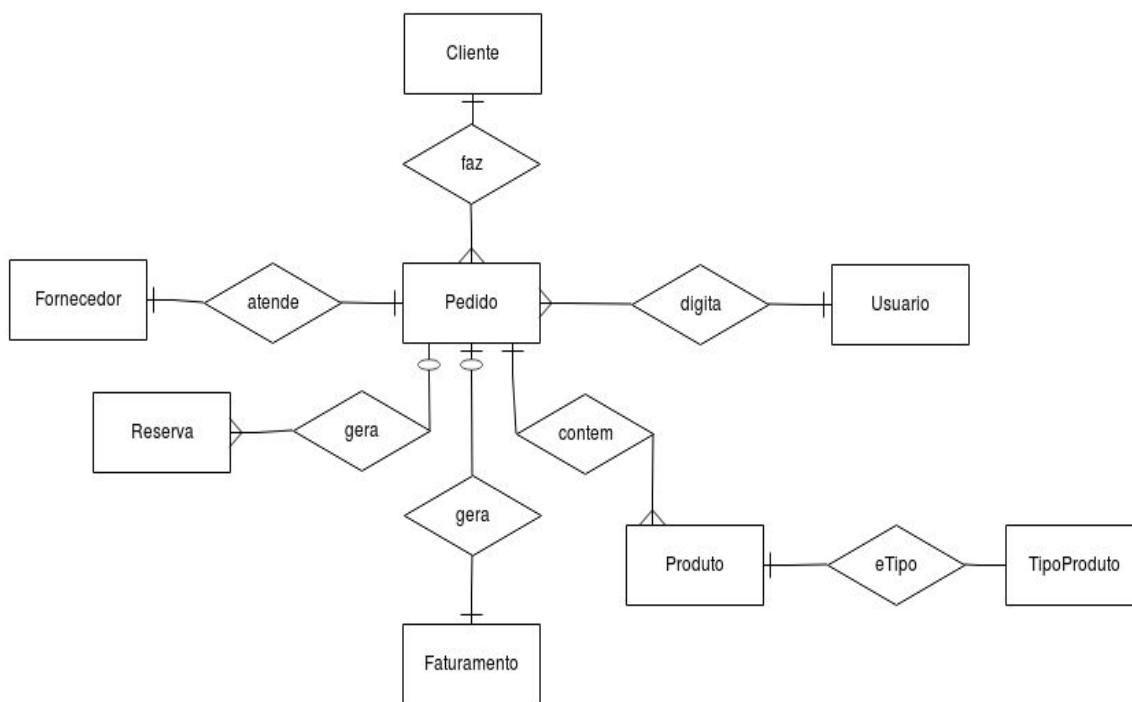 Cliente
faz
Fornecedor
atende
Pedido
digita
Usuario
Reserva
gera
contem
gera
Produto
eTipo
TipoProduto
Faturamento